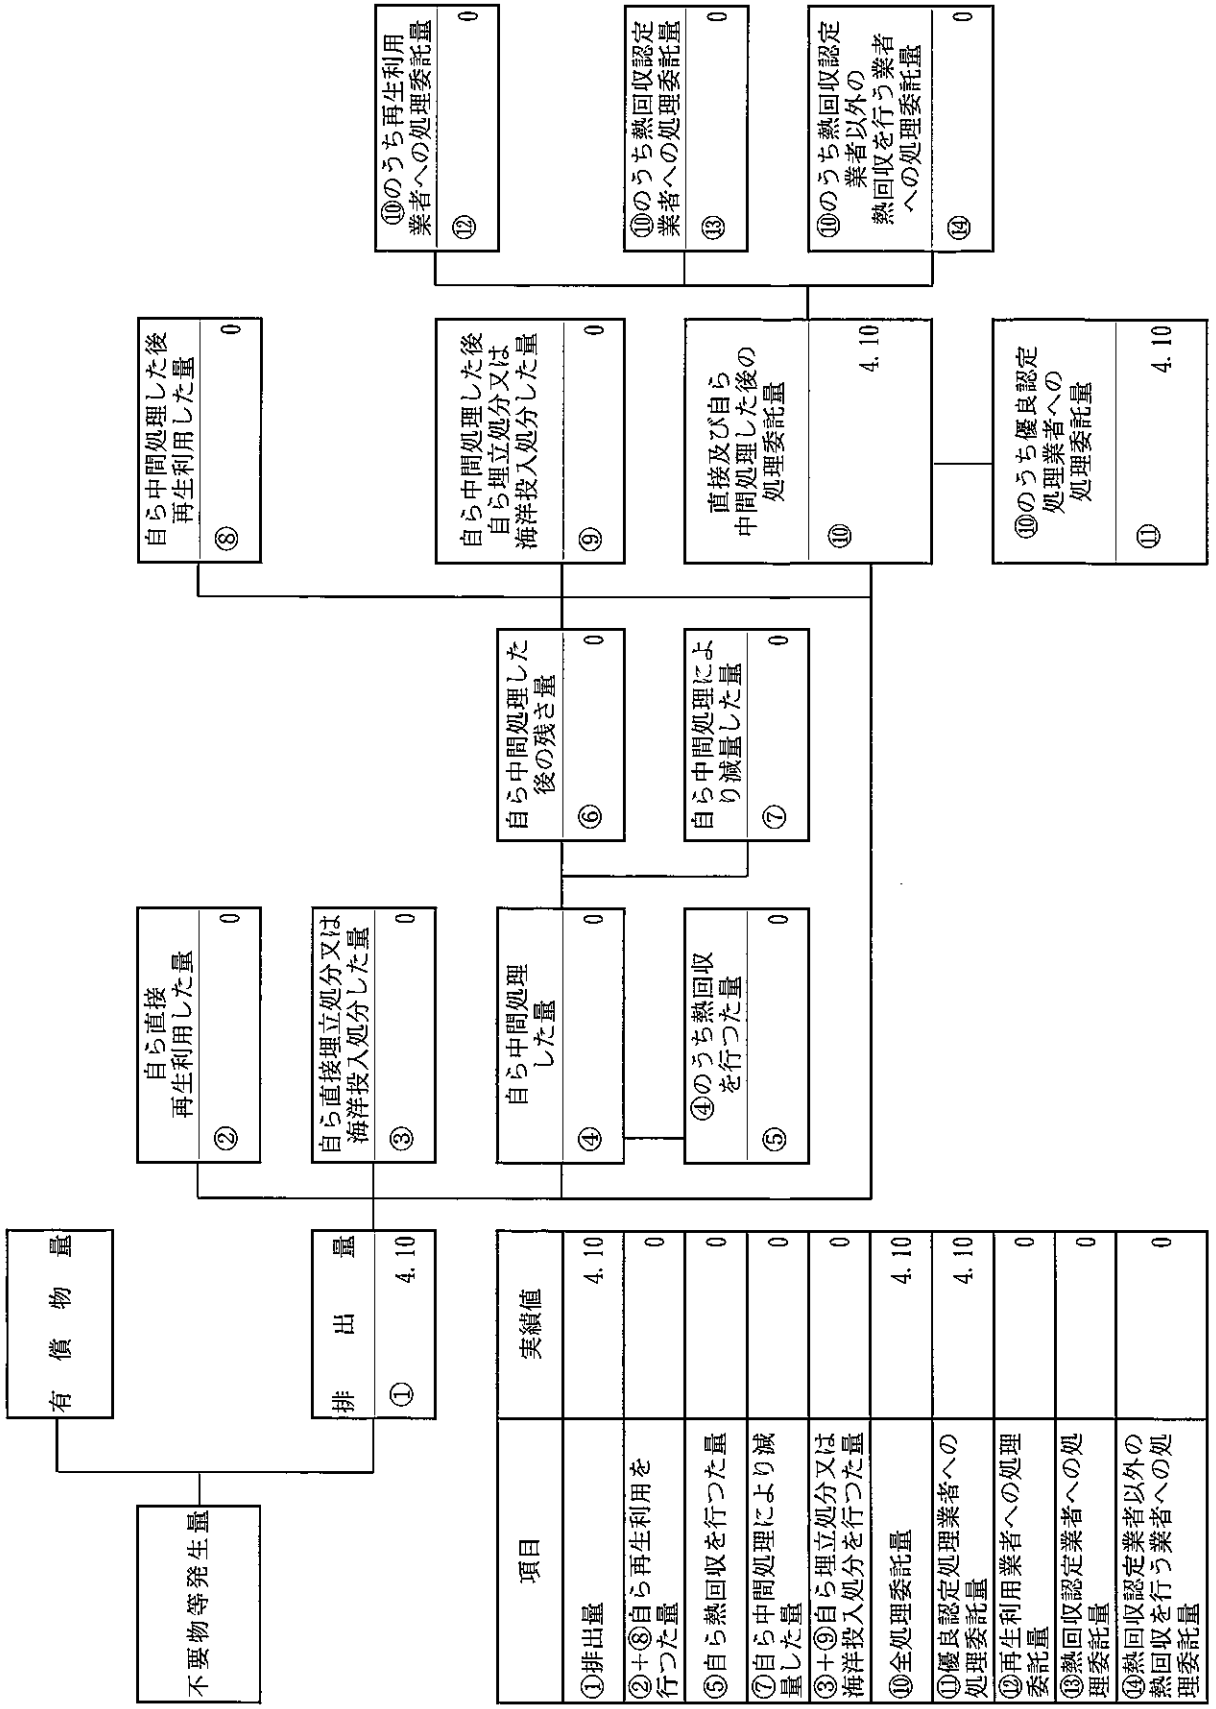 不要物等発生量
有償物量
排出量
① 4.10
自ら直接
再生利用した量
② 0
自ら直接埋立処分又は
海洋投入処分した量
③ 0
自ら中間処理
した量
④ 0
④のうち熱回収
を行つた量
⑤ 0
自ら中間処理した
後の残さ量
⑥ 0
自ら中間処理によ
り減量した量
⑦ 0
自ら中間処理した後
再生利用した量
⑧ 0
自ら中間処理した後
自ら埋立処分又は
海洋投入処分した量
⑨ 0
直接及び自ら
中間処理した後の
処理委託量
⑩ 4.10
⑩のうち優良認定
処理業者への
処理委託量
⑪ 4.10
⑩のうち再生利用
業者への処理委託量
⑫ 0
⑩のうち熱回収認定
業者への処理委託量
⑬ 0
⑩のうち熱回収認定
業者以外の
熱回収を行う業者
への処理委託量
⑭ 0
項目 実績値
①排出量 4.10
②+⑧自ら再生利用を
行つた量 0
⑤自ら熱回収を行つた量 0
⑦自ら中間処理により減
量した量 0
③+⑨自ら埋立処分又は
海洋投入処分を行つた量 0
⑩全処理委託量 4.10
⑪優良認定処理業者への
処理委託量 4.10
⑫再生利用業者への処理
委託量 0
⑬熱回収認定業者への処
理委託量 0
⑭熱回収認定業者以外の
熱回収を行う業者への処
理委託量 0